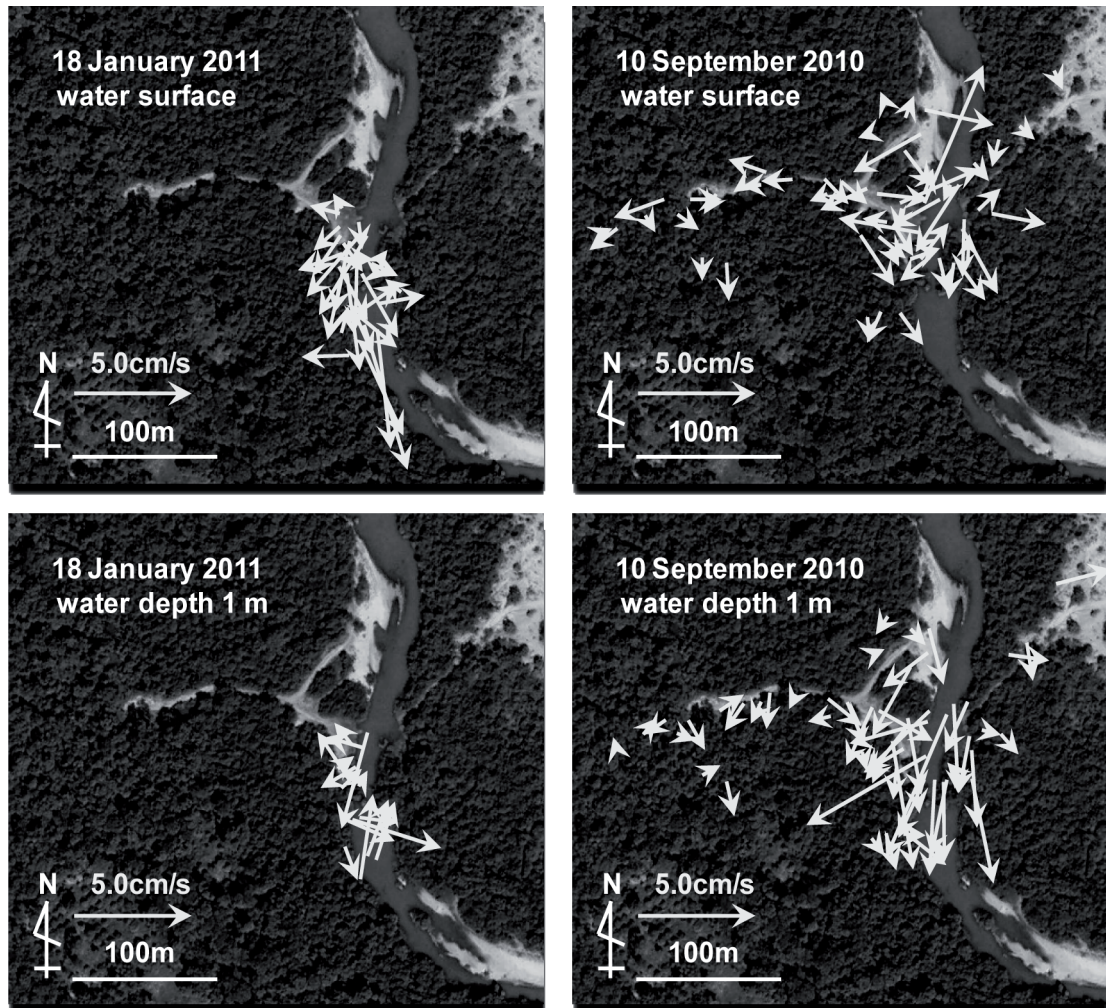 18 January 2011
water surface
N
5.0cm/s
100m
10 September 2010
water surface
N
5.0cm/s
100m
18 January 2011
water depth 1 m
N
5.0cm/s
100m
10 September 2010
water depth 1 m
N
5.0cm/s
100m